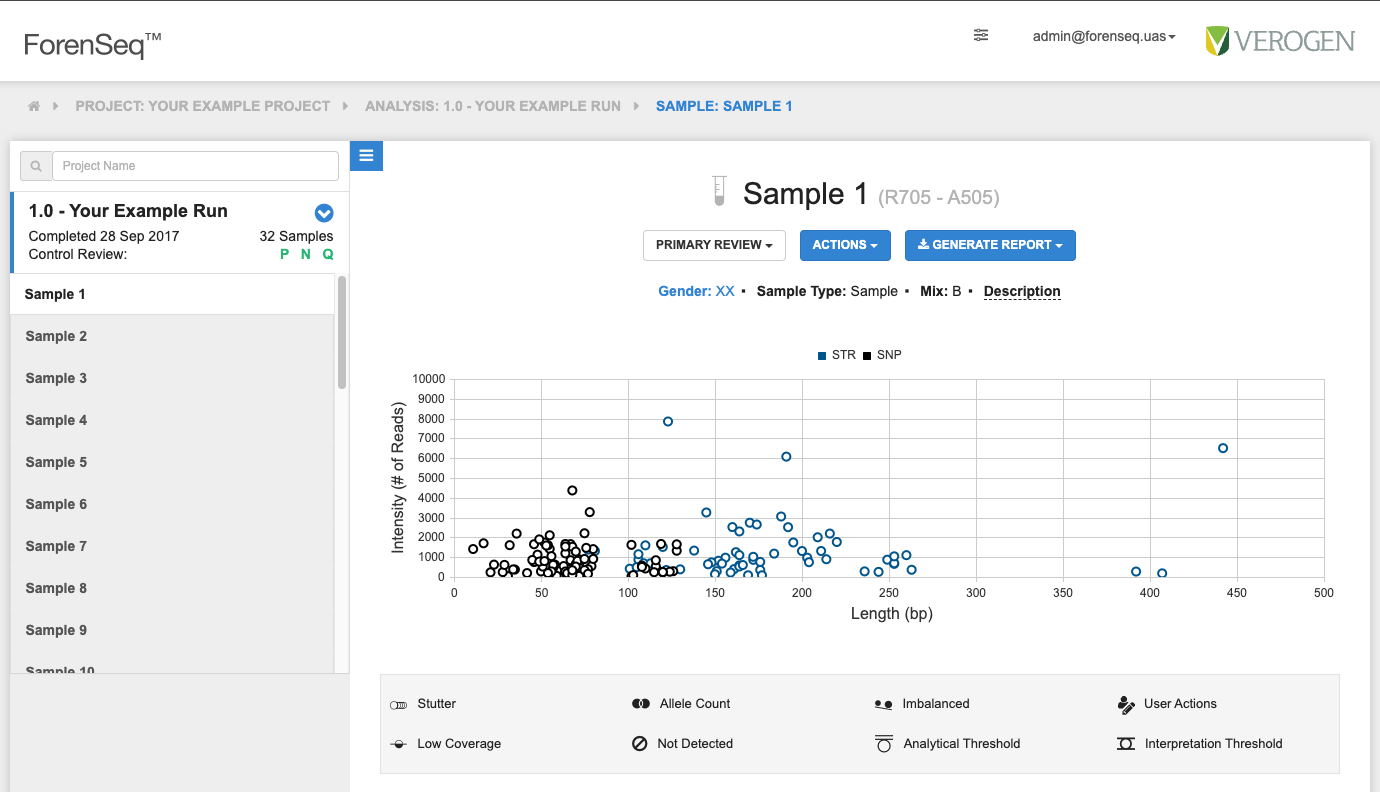 ForenSeq™
admin@forenseq.uas
VEROGEN
PROJECT: YOUR EXAMPLE PROJECT
ANALYSIS: 1.0 - YOUR EXAMPLE RUN
SAMPLE: SAMPLE 1
Project Name
1.0 - Your Example Run
Completed 28 Sep 2017
32 Samples
Control Review:
P N Q
Sample 1
Sample 2
Sample 3
Sample 4
Sample 5
Sample 6
Sample 7
Sample 8
Sample 9
Sample 10
Sample 1 (R705 - A505)
PRIMARY REVIEW
ACTIONS
GENERATE REPORT
Gender: XX ▪ Sample Type: Sample ▪ Mix: B ▪ Description
STR SNP
Intensity (# of Reads)
10000
9000
8000
7000
6000
5000
4000
3000
2000
1000
0
0 50 100 150 200 250 300 350 400 450 500
Length (bp)
Stutter
Allele Count
Imbalanced
User Actions
Low Coverage
Not Detected
Analytical Threshold
Interpretation Threshold